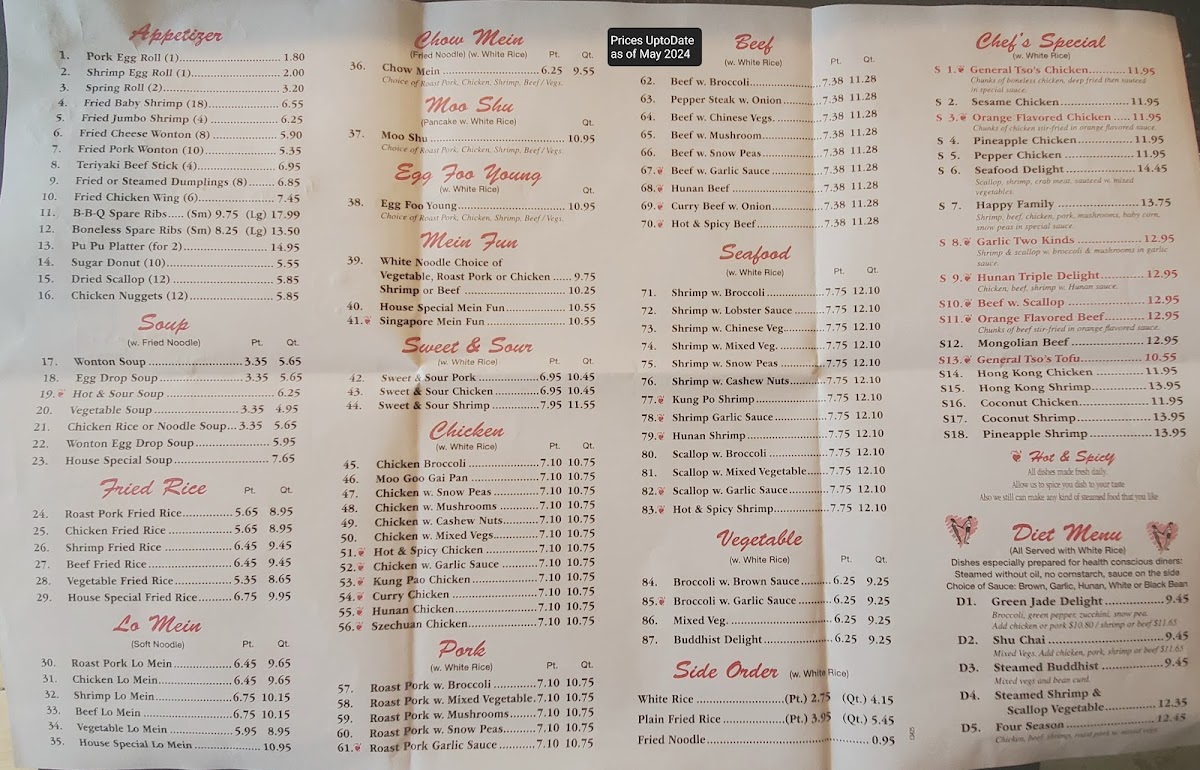 Prices UptoDate
as of May 2024
Appetizer
1. Pork Egg Roll (1) 1.80
2. Shrimp Egg Roll (1) 2.00
3. Spring Roll (2) 3.20
4. Fried Baby Shrimp (18) 6.55
5. Fried Jumbo Shrimp (4) 6.25
6. Fried Cheese Wonton (8) 5.90
7. Fried Pork Wonton (10) 5.35
8. Teriyaki Beef Stick (4) 6.95
9. Fried or Steamed Dumplings (8) 6.85
10. Fried Chicken Wing (6) 7.45
11. B-B-Q Spare Ribs (Sm) 9.75 (Lg) 17.99
12. Boneless Spare Ribs (Sm) 8.25 (Lg) 13.50
13. Pu Pu Platter (for 2) 14.95
14. Sugar Donut (10) 5.55
15. Dried Scallop (12) 5.85
16. Chicken Nuggets (12) 5.85
Soup
(w. Fried Noodle) Pt. Qt.
17. Wonton Soup 3.35 5.65
18. Egg Drop Soup 3.35 5.65
19. Hot & Sour Soup 6.25
20. Vegetable Soup 3.35 4.95
21. Chicken Rice or Noodle Soup 3.35 5.65
22. Wonton Egg Drop Soup 5.95
23. House Special Soup 7.65
Fried Rice Pt. Qt.
24. Roast Pork Fried Rice 5.65 8.95
25. Chicken Fried Rice 5.65 8.95
26. Shrimp Fried Rice 6.45 9.45
27. Beef Fried Rice 6.45 9.45
28. Vegetable Fried Rice 5.35 8.65
29. House Special Fried Rice 6.75 9.95
Lo Mein
(Soft Noodle) Pt. Qt.
30. Roast Pork Lo Mein 6.45 9.65
31. Chicken Lo Mein 6.45 9.65
32. Shrimp Lo Mein 6.75 10.15
33. Beef Lo Mein 6.75 10.15
34. Vegetable Lo Mein 5.95 8.95
35. House Special Lo Mein 10.95
Chow Mein
(Fried Noodle) (w. White Rice) Pt. Qt.
36. Chow Mein 6.25 9.55
Choice of Roast Pork, Chicken, Shrimp, Beef / Vegs.
Moo Shu
(Pancake w. White Rice) Qt.
37. Moo Shu 10.95
Choice of Roast Pork, Chicken, Shrimp, Beef / Vegs.
Egg Foo Young
(w. White Rice) Qt.
38. Egg Foo Young 10.95
Choice of Roast Pork, Chicken, Shrimp, Beef/Vegs.
Mein Fun
Qt.
39. White Noodle Choice of
Vegetable, Roast Pork or Chicken 9.75
Shrimp or Beef 10.25
40. House Special Mein Fun 10.55
41. Singapore Mein Fun 10.55
Sweet & Sour
(w. White Rice) Pt. Qt.
42. Sweet & Sour Pork 6.95 10.45
43. Sweet & Sour Chicken 6.95 10.45
44. Sweet & Sour Shrimp 7.95 11.55
Chicken
(w. White Rice) Pt. Qt.
45. Chicken Broccoli 7.10 10.75
46. Moo Goo Gai Pan 7.10 10.75
47. Chicken w. Snow Peas 7.10 10.75
48. Chicken w. Mushrooms 7.10 10.75
49. Chicken w. Cashew Nuts 7.10 10.75
50. Chicken w. Mixed Vegs 7.10 10.75
51. Hot & Spicy Chicken 7.10 10.75
52. Chicken w. Garlic Sauce 7.10 10.75
53. Kung Pao Chicken 7.10 10.75
54. Curry Chicken 7.10 10.75
55. Hunan Chicken 7.10 10.75
56. Szechuan Chicken 7.10 10.75
Pork
(w. White Rice) Pt. Qt.
57. Roast Pork w. Broccoli 7.10 10.75
58. Roast Pork w. Mixed Vegetable 7.10 10.75
59. Roast Pork w. Mushrooms 7.10 10.75
60. Roast Pork w. Snow Peas 7.10 10.75
61. Roast Pork Garlic Sauce 7.10 10.75
Beef
(w. White Rice) Pt. Qt.
62. Beef w. Broccoli 7.38 11.28
63. Pepper Steak w. Onion 7.38 11.28
64. Beef w. Chinese Vegs. 7.38 11.28
65. Beef w. Mushroom 7.38 11.28
66. Beef w. Snow Peas 7.38 11.28
67. Beef w. Garlic Sauce 7.38 11.28
68. Hunan Beef 7.38 11.28
69. Curry Beef w. Onion 7.38 11.28
70. Hot & Spicy Beef 7.38 11.28
Seafood
(w. White Rice) Pt. Qt.
71. Shrimp w. Broccoli 7.75 12.10
72. Shrimp w. Lobster Sauce 7.75 12.10
73. Shrimp w. Chinese Veg 7.75 12.10
74. Shrimp w. Mixed Veg. 7.75 12.10
75. Shrimp w. Snow Peas 7.75 12.10
76. Shrimp w. Cashew Nuts 7.75 12.10
77. Kung Po Shrimp 7.75 12.10
78. Shrimp Garlic Sauce 7.75 12.10
79. Hunan Shrimp 7.75 12.10
80. Scallop w. Broccoli 7.75 12.10
81. Scallop w. Mixed Vegetable 7.75 12.10
82. Scallop w. Garlic Sauce 7.75 12.10
83. Hot & Spicy Shrimp 7.75 12.10
Vegetable
(w. White Rice) Pt. Qt.
84. Broccoli w. Brown Sauce 6.25 9.25
85. Broccoli w. Garlic Sauce 6.25 9.25
86. Mixed Veg. 6.25 9.25
87. Buddhist Delight 6.25 9.25
Side Order (w. White Rice)
White Rice (Pt.) 2.75 (Qt.) 4.15
Plain Fried Rice (Pt.) 3.95 (Qt.) 5.45
Fried Noodle 0.95
Chef's Special
(w. White Rice)
S 1. General Tso's Chicken 11.95
Chunks of boneless chicken, deep fried then sauteed
in special sauce.
S 2. Sesame Chicken 11.95
S 3. Orange Flavored Chicken 11.95
Chunks of chicken stir-fried in orange flavored sauce.
S 4. Pineapple Chicken 11.95
S 5. Pepper Chicken 11.95
S 6. Seafood Delight 14.45
Scallop, shrimp, crab meat, sauteed w. mixed
vegetables.
S 7. Happy Family 13.75
Shrimp, beef, chicken, pork, mushrooms, baby corn,
snow peas in special sauce.
S 8. Garlic Two Kinds 12.95
Shrimp & scallop w. broccoli & mushrooms in garlic
sauce.
S 9. Hunan Triple Delight 12.95
Chicken, beef, shrimp w. Hunan sauce.
S10. Beef w. Scallop 12.95
S11. Orange Flavored Beef 12.95
Chunks of beef stir-fried in orange flavored sauce.
S12. Mongolian Beef 12.95
S13. General Tso's Tofu 10.55
S14. Hong Kong Chicken 11.95
S15. Hong Kong Shrimp 13.95
S16. Coconut Chicken 11.95
S17. Coconut Shrimp 13.95
S18. Pineapple Shrimp 13.95
Hot & Spicy
All dishes made fresh daily.
Allow us to spice you dish to your taste
Also we still can make any kind of steamed food that you like
Diet Menu
(All Served with White Rice)
Dishes especially prepared for health conscious diners:
Steamed without oil, no cornstarch, sauce on the side
Choice of Sauce: Brown, Garlic, Hunan, White or Black Bean
D1. Green Jade Delight 9.45
Broccoli, green pepper, zucchini, snow pea.
Add chicken or pork $10.80 / shrimp or beef $11.65
D2. Shu Chai 9.45
Mixed Vegs. Add chicken, pork, shrimp or beef $11.65
D3. Steamed Buddhist 9.45
Mixed vegs and bean curd.
D4. Steamed Shrimp &
Scallop Vegetable 12.35
D5. Four Season 12.45
Chicken, beef, shrimp, roast pork w. mixed vegs